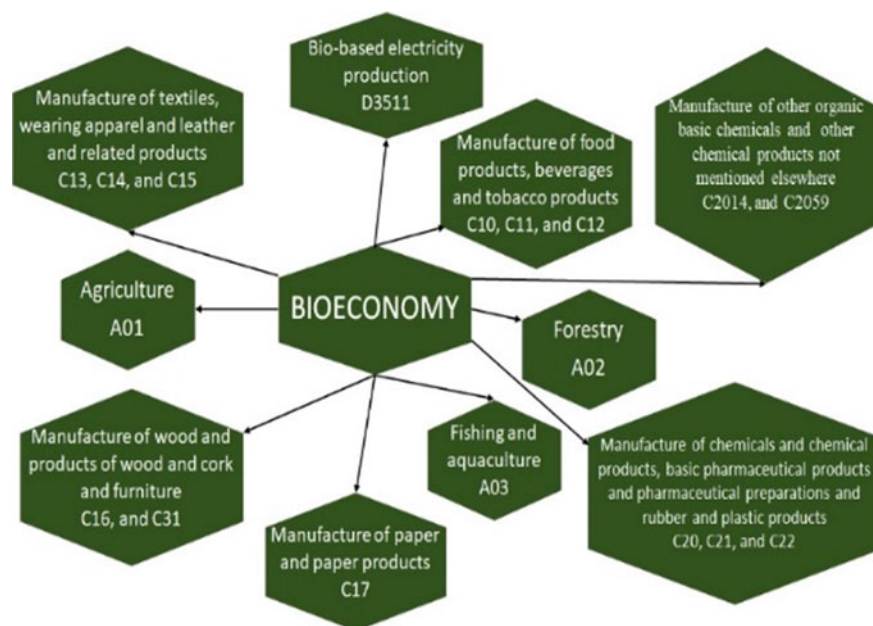 Bio-based electricity
production
D3511
Manufacture of textiles,
wearing apparel and leather
and related products
C13, C14, and C15
Manufacture of food
products, beverages
and tobacco products
C10, C11, and C12
Manufacture of other organic
basic chemicals and other
chemical products not
mentioned elsewhere
C2014, and C2059
Agriculture
A01
BIOECONOMY
Forestry
A02
Manufacture of wood and
products of wood and cork
and furniture
C16, and C31
Manufacture of paper
and paper products
C17
Fishing and
aquaculture
A03
Manufacture of chemicals and chemical
products, basic pharmaceutical products
and pharmaceutical preparations and
rubber and plastic products
C20, C21, and C22